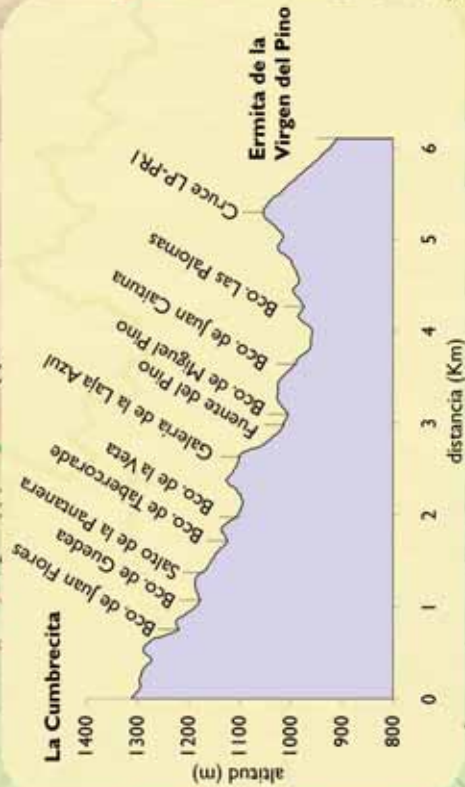 La Cumbrecita
Bco. de Juan Flores
Bco. de Guedea
Salto de la Pantanera
Bco. de Tabercorade
Bco. de la Veta
Galería de la Laja Azul
Fuente del Pino
Bco. de Miguel Pino
Bco. de Juan Caituna
Bco. Las Palomas
Cruce LP-PR.1
Ermita de la
Virgen del Pino
altitud (m)
1400
1300
1200
1100
1000
900
800
0
1
2
3
4
5
6
distancia (Km)